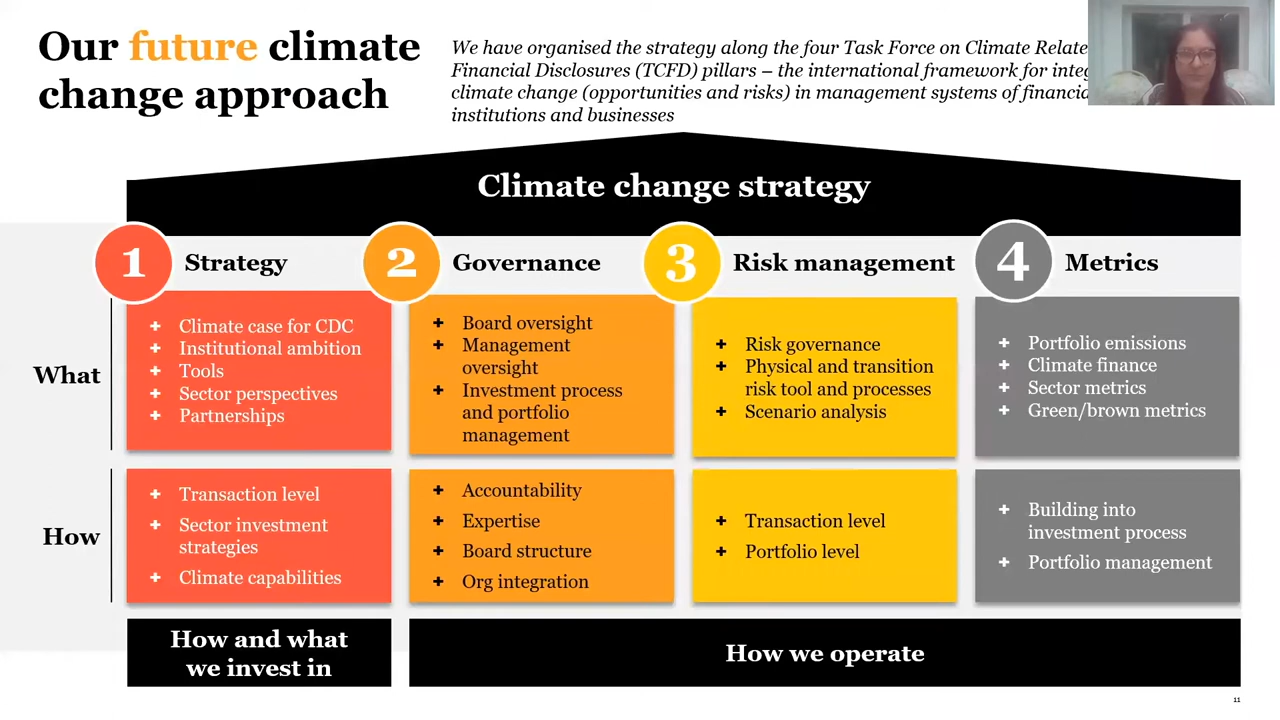 Our future climate
change approach
We have organised the strategy along the four Task Force on Climate Relate
Financial Disclosures (TCFD) pillars – the international framework for
climate change (opportunities and risks) in management systems of
institutions and businesses
Climate change strategy
1 Strategy
2 Governance
3 Risk management
4 Metrics
What
+ Climate case for CDC
+ Institutional ambition
+ Tools
+ Sector perspectives
+ Partnerships
+ Board oversight
+ Management
oversight
+ Investment process
and portfolio
management
+ Risk governance
+ Physical and transition
risk tool and processes
+ Scenario analysis
+ Portfolio emissions
+ Climate finance
+ Sector metrics
+ Green/brown metrics
How
+ Transaction level
+ Sector investment
strategies
+ Climate capabilities
+ Accountability
+ Expertise
+ Board structure
+ Org integration
+ Transaction level
+ Portfolio level
+ Building into
investment process
+ Portfolio management
How and what
we invest in
How we operate
11